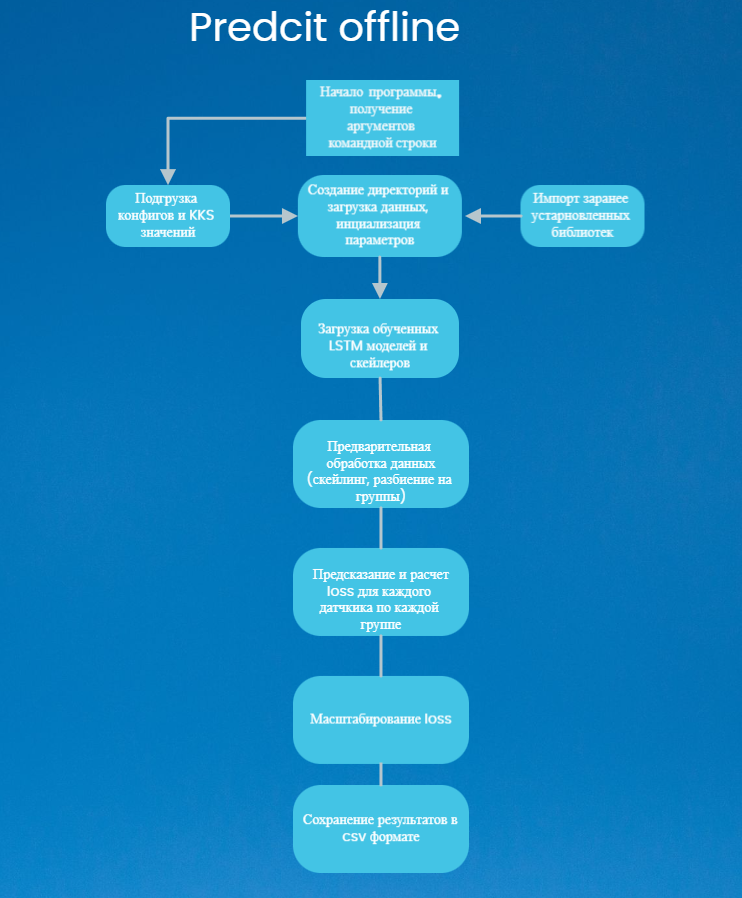 Predcit offline
Начало программы,
получение
аргументов
командной строки
Подгрузка
конфигов и KKS
значений
Создание директорий и
загрузка данных,
инциализация
параметров
Импорт заранее
устарновленных
библиотек
Загрузка обученных
LSTM моделей и
скейлеров
Предварительная
обработка данных
(скейлинг, разбиение на
группы)
Предсказание и расчет
loss для каждого
датчкика по каждой
группе
Масштабирование loss
Сохранение результатов в
csv формате